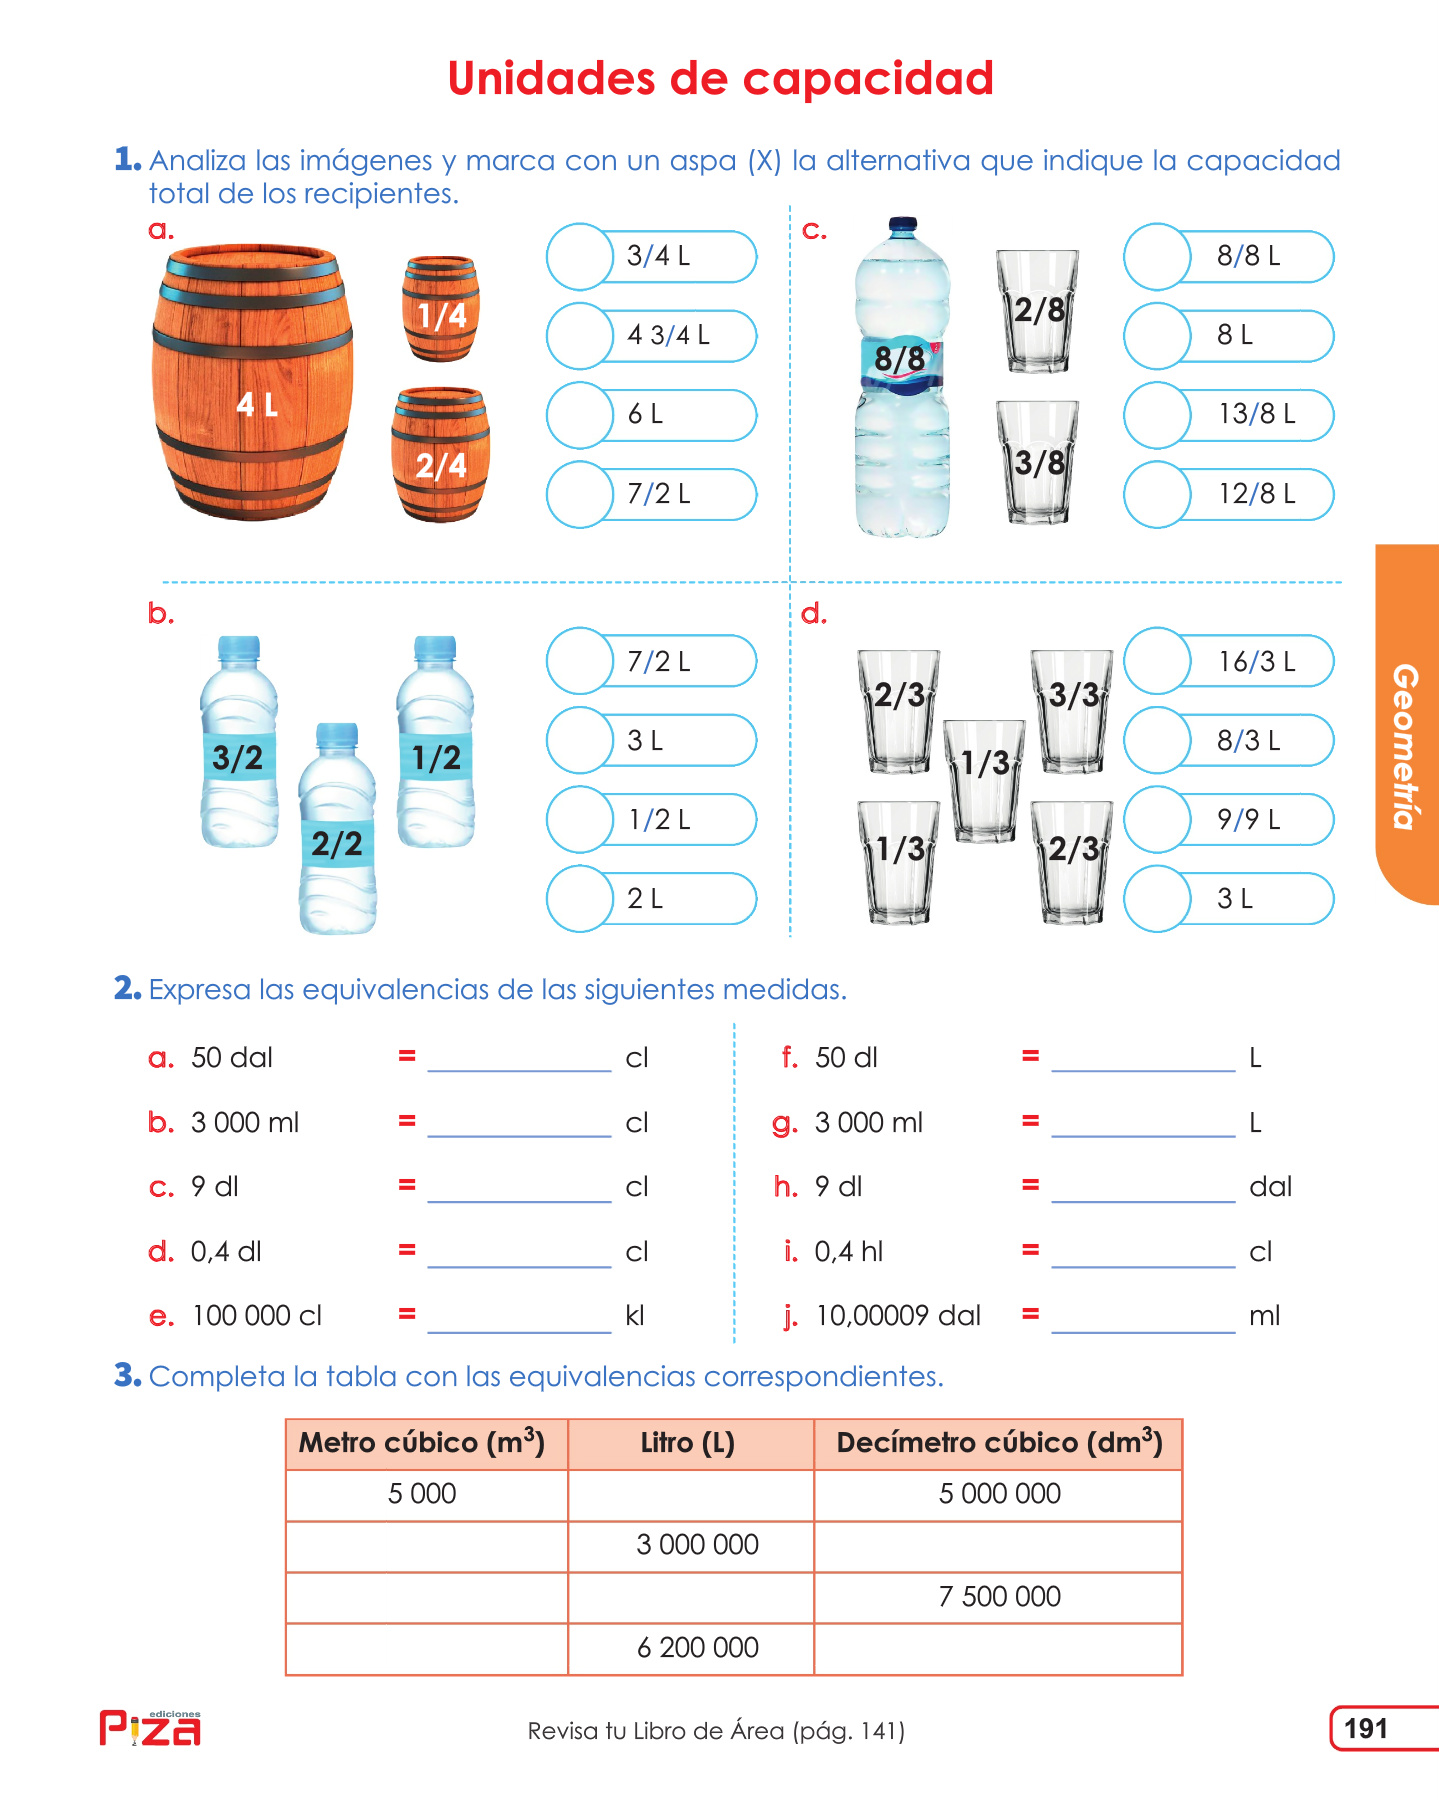 Unidades de capacidad
1. Analiza las imágenes y marca con un aspa (X) la alternativa que indique la capacidad
total de los recipientes.
a.
4 L
1/4
2/4
3/4 L
4 3/4 L
6 L
7/2 L
c.
8/8
2/8
3/8
8/8 L
8 L
13/8 L
12/8 L
b.
3/2
2/2
1/2
7/2 L
3 L
1/2 L
2 L
d.
2/3
3/3
1/3
1/3
2/3
16/3 L
8/3 L
9/9 L
3 L
Geometría
2. Expresa las equivalencias de las siguientes medidas.
a. 50 dal = ____________ cl
b. 3 000 ml = ____________ cl
c. 9 dl = ____________ cl
d. 0,4 dl = ____________ cl
e. 100 000 cl = ____________ kl
f. 50 dl = ____________ L
g. 3 000 ml = ____________ L
h. 9 dl = ____________ dal
i. 0,4 hl = ____________ cl
j. 10,00009 dal = ____________ ml
3. Completa la tabla con las equivalencias correspondientes.
Metro cúbico (m³) Litro (L) Decímetro cúbico (dm³)
5 000 5 000 000
3 000 000
7 500 000
6 200 000
ediciones
Piza
Revisa tu Libro de Área (pág. 141)
191